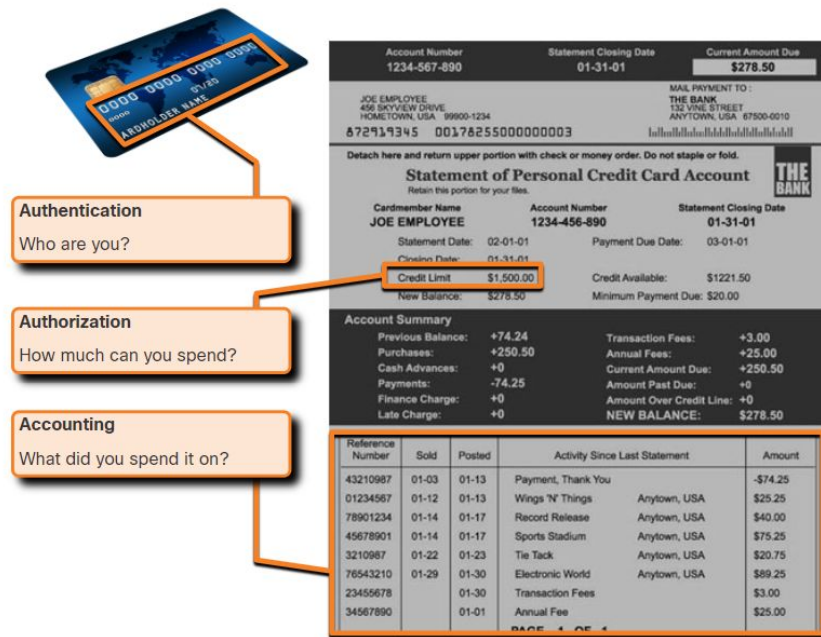 0000 0000 0000 0000
0000
07/20
ARDHOLDER NAME
Authentication
Who are you?
Authorization
How much can you spend?
Accounting
What did you spend it on?
Account Number Statement Closing Date Current Amount Due
1234-567-890 01-31-01 $278.50
JOE EMPLOYEE
456 SKYVIEW DRIVE
HOMETOWN, USA 99900-1234
MAIL PAYMENT TO :
THE BANK
132 VINE STREET
ANYTOWN, USA 67500-0010
872919345 00178255000000003
Detach here and return upper portion with check or money order. Do not staple or fold.
Statement of Personal Credit Card Account
Retain this portion for your files.
THE
BANK
Cardmember Name Account Number Statement Closing Date
JOE EMPLOYEE 1234-456-890 01-31-01
Statement Date: 02-01-01 Payment Due Date: 03-01-01
Closing Date: 01-31-01
Credit Limit $1,500.00 Credit Available: $1221.50
New Balance: $278.50 Minimum Payment Due: $20.00
Account Summary
Previous Balance: +74.24 Transaction Fees: +3.00
Purchases: +250.50 Annual Fees: +25.00
Cash Advances: +0 Current Amount Due: +250.50
Payments: -74.25 Amount Past Due: +0
Finance Charge: +0 Amount Over Credit Line: +0
Late Charge: +0 NEW BALANCE: $278.50
Reference
Number Sold Posted Activity Since Last Statement Amount
43210987 01-03 01-13 Payment, Thank You -$74.25
01234567 01-12 01-13 Wings 'N' Things Anytown, USA $25.25
78901234 01-14 01-17 Record Release Anytown, USA $40.00
45678901 01-14 01-17 Sports Stadium Anytown, USA $75.25
3210987 01-22 01-23 Tie Tack Anytown, USA $20.75
76543210 01-29 01-30 Electronic World Anytown, USA $89.25
23455678 01-30 Transaction Fees $3.00
34567890 01-01 Annual Fee $25.00
PAGE 1 OF 1